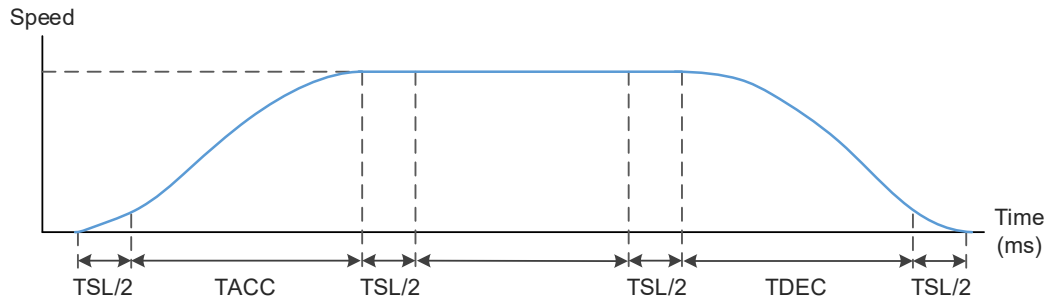 Speed
Time
(ms)
TSL/2
TACC
TSL/2
TSL/2
TDEC
TSL/2